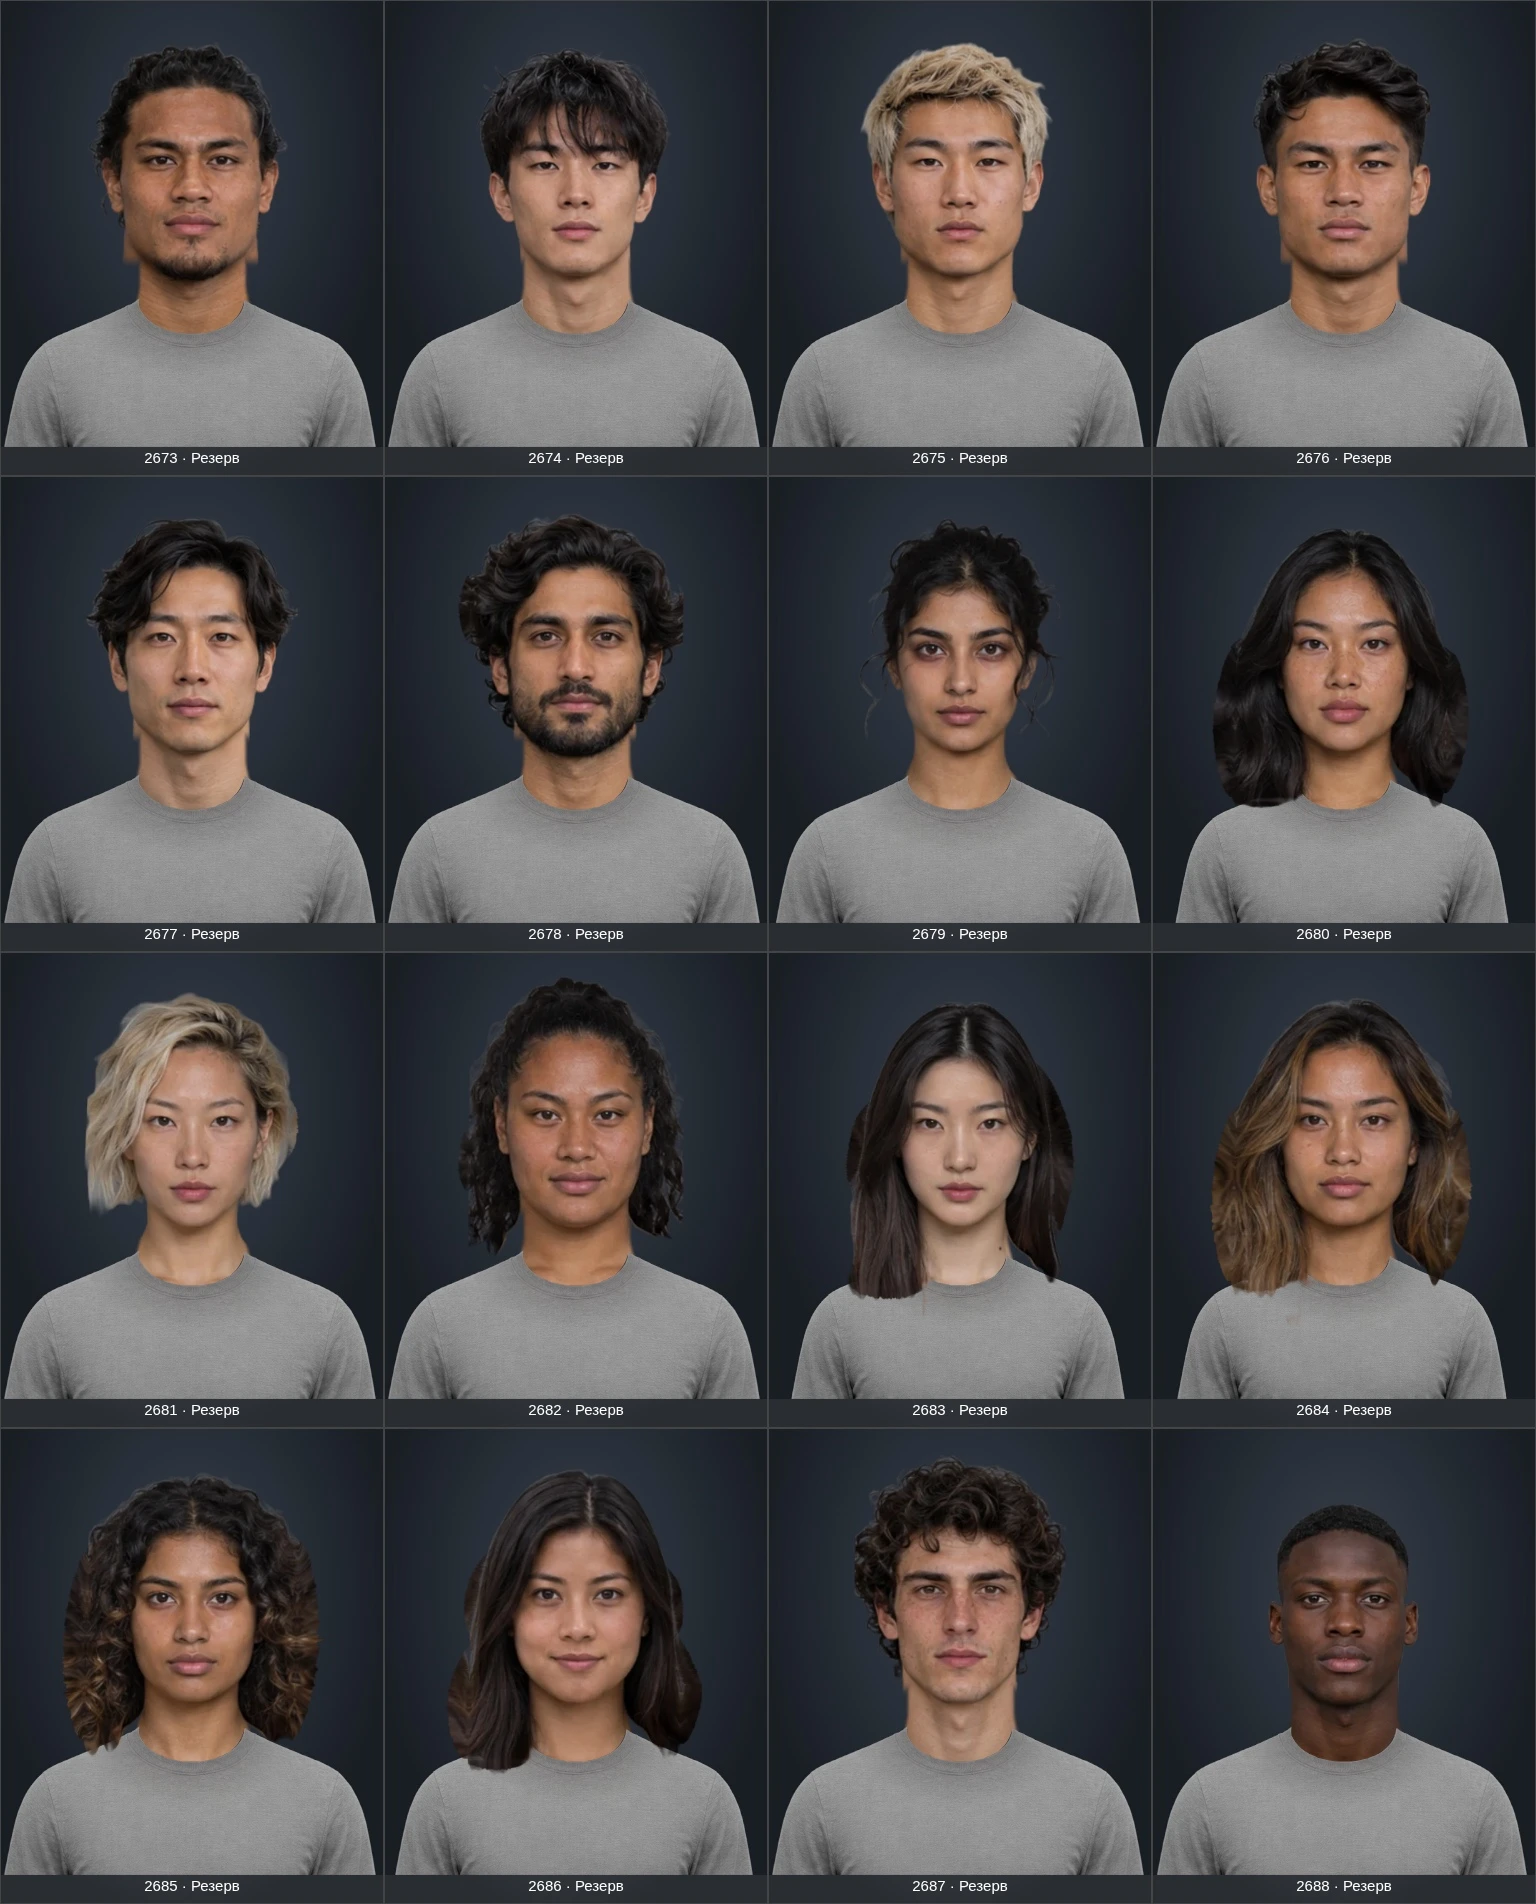 2673 · Резерв
2674 · Резерв
2675 · Резерв
2676 · Резерв
2677 · Резерв
2678 · Резерв
2679 · Резерв
2680 · Резерв
2681 · Резерв
2682 · Резерв
2683 · Резерв
2684 · Резерв
2685 · Резерв
2686 · Резерв
2687 · Резерв
2688 · Резерв